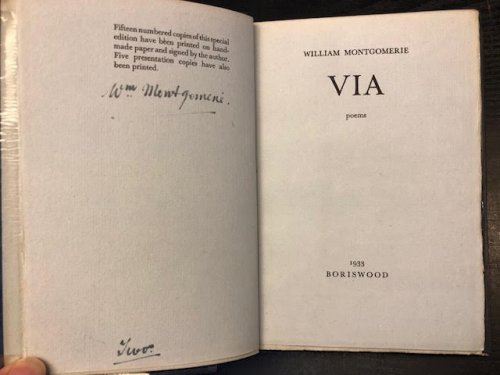 Fifteen numbered copies of this special
edition have been printed on hand-
made paper and signed by the author.
Five presentation copies have also
been printed.
Wm Montgomerie.
Two.
WILLIAM MONTGOMERIE
VIA
poems
1933
BORISWOOD